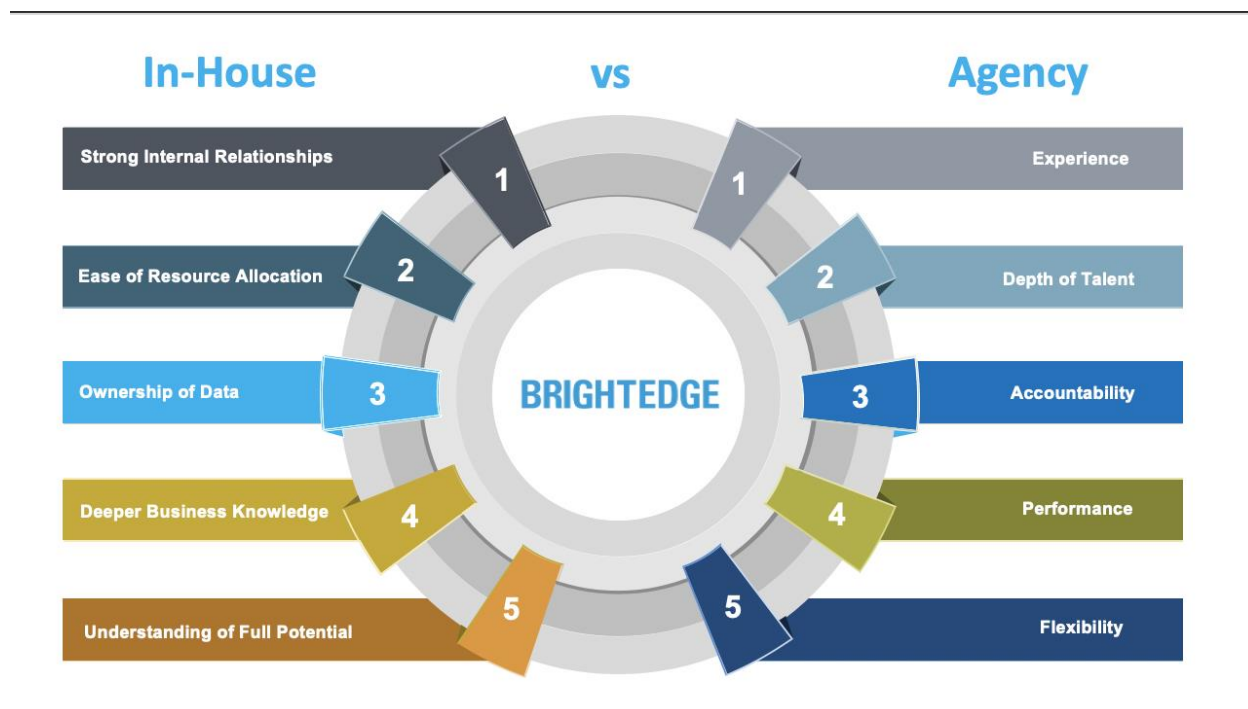 In-House vs Agency
Strong Internal Relationships 1 1 Experience
Ease of Resource Allocation 2 2 Depth of Talent
Ownership of Data 3 BRIGHTEDGE 3 Accountability
Deeper Business Knowledge 4 4 Performance
Understanding of Full Potential 5 5 Flexibility